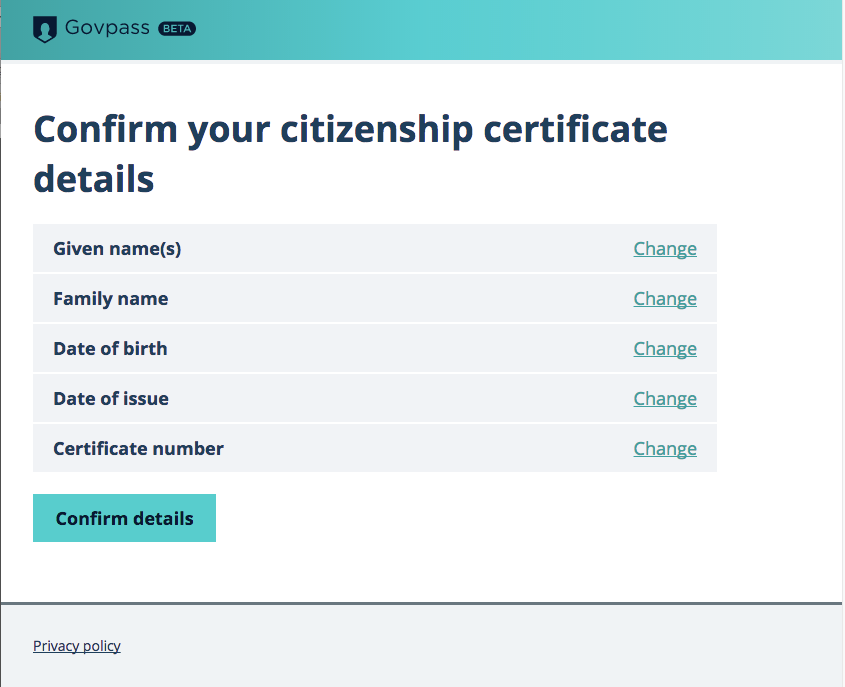 Govpass BETA
Confirm your citizenship certificate
details
Given name(s) Change
Family name Change
Date of birth Change
Date of issue Change
Certificate number Change
Confirm details
Privacy policy